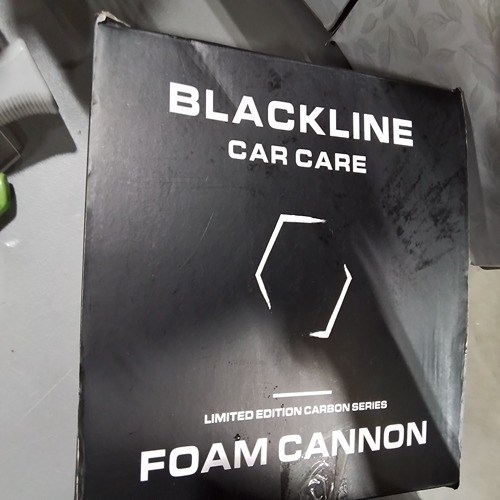 BLACKLINE
CAR CARE
LIMITED EDITION CARBON SERIES
FOAM CANNON